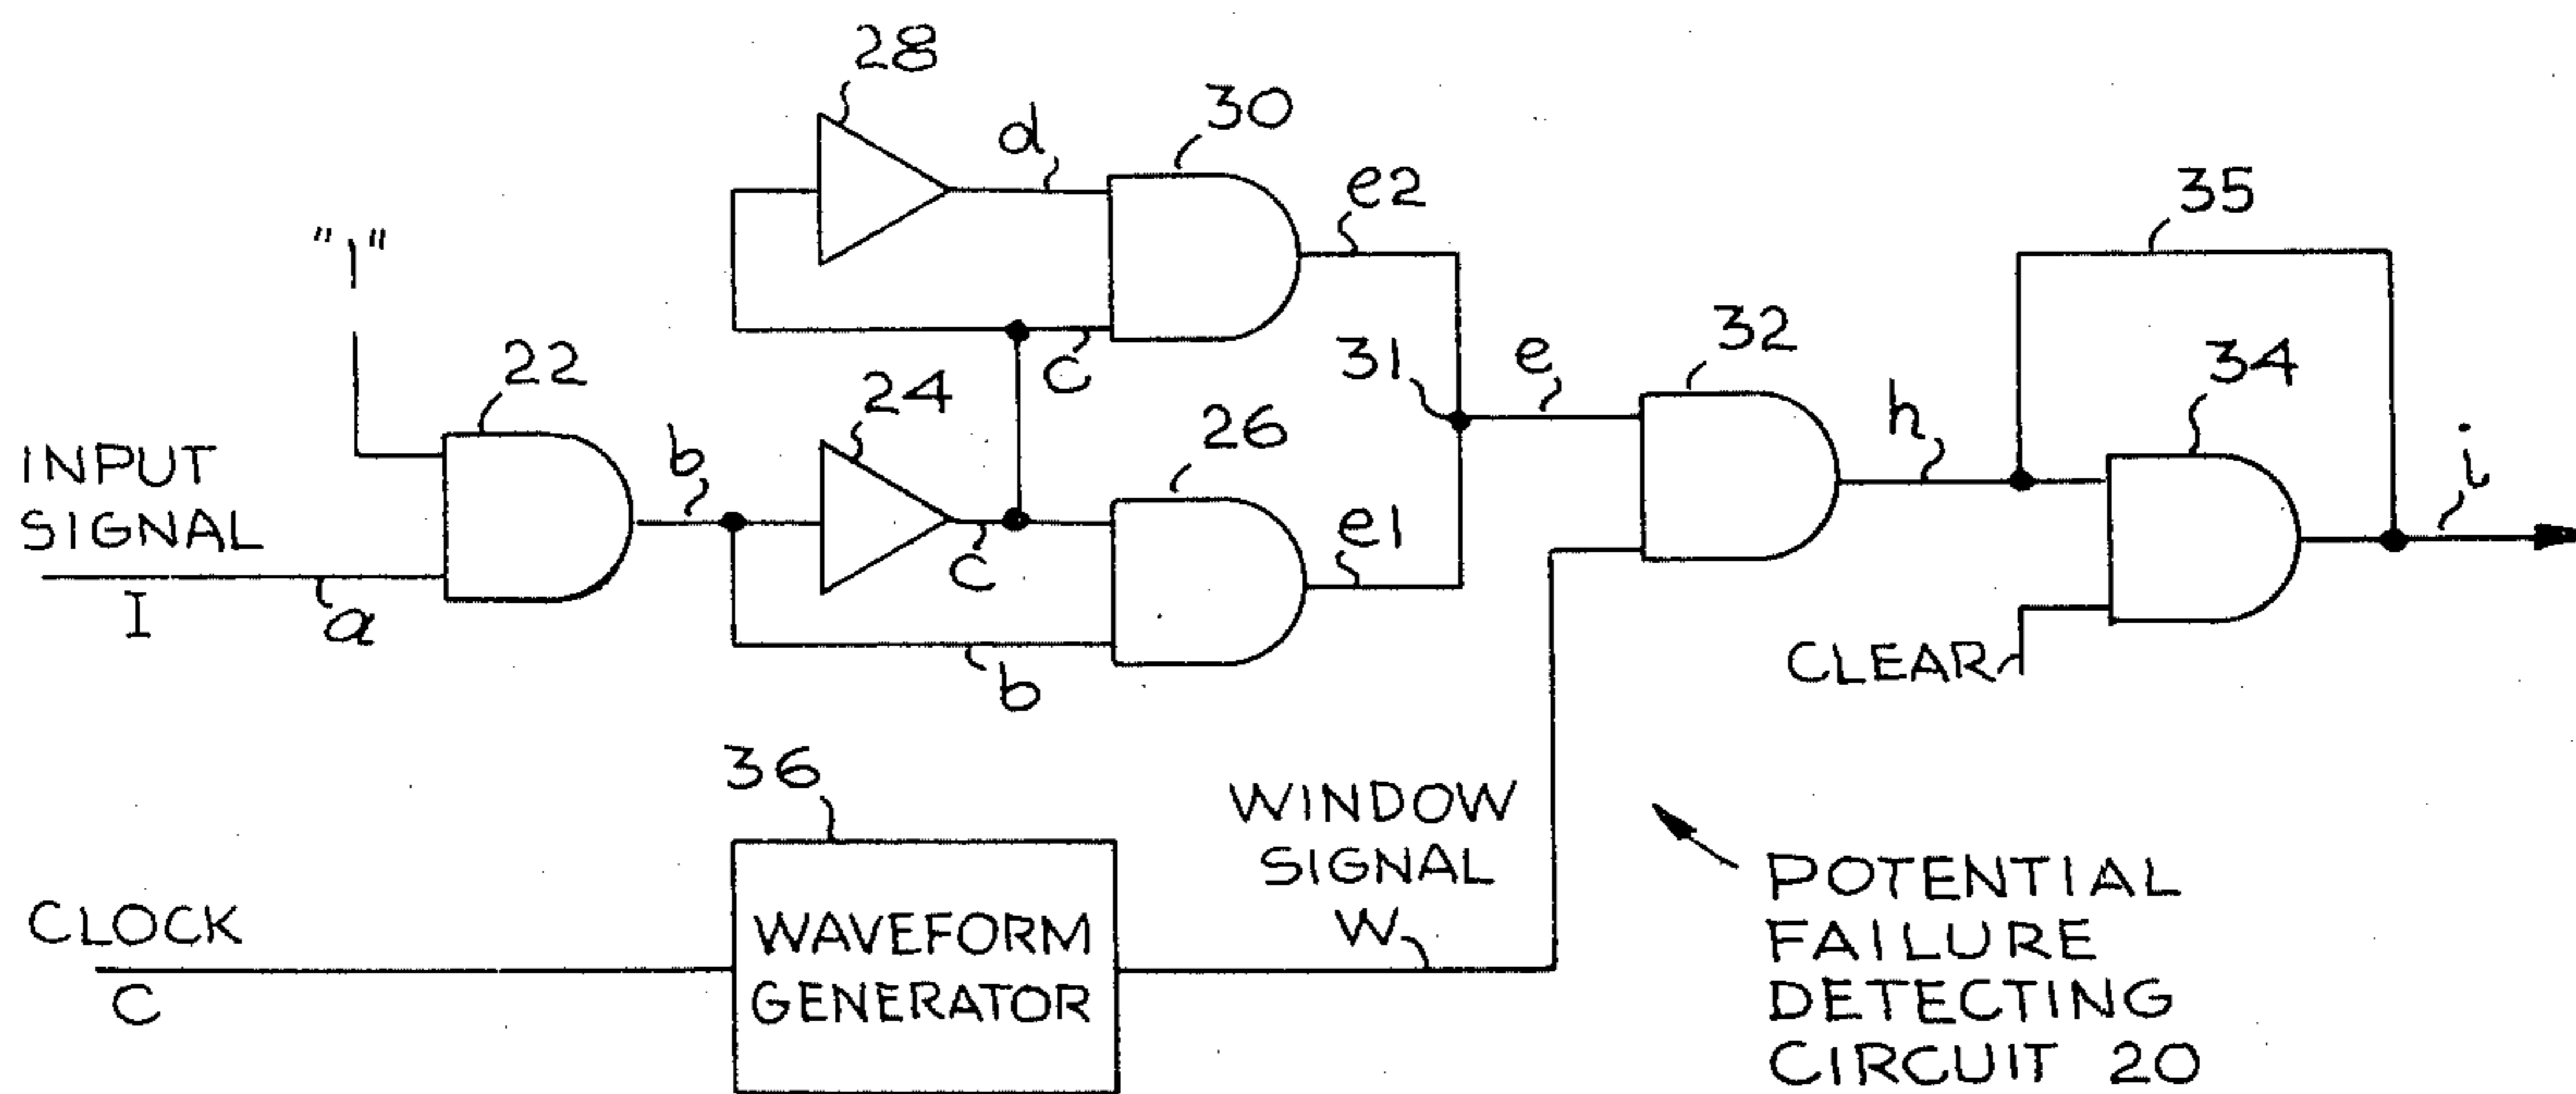 28
30
d
e2
35
"1"
c
31
e
32
22
24
26
h
34
i
INPUT
SIGNAL
b
c
e1
I
a
b
CLEAR
36
WINDOW
SIGNAL
W
CLOCK
C
WAVEFORM
GENERATOR
POTENTIAL
FAILURE
DETECTING
CIRCUIT 20